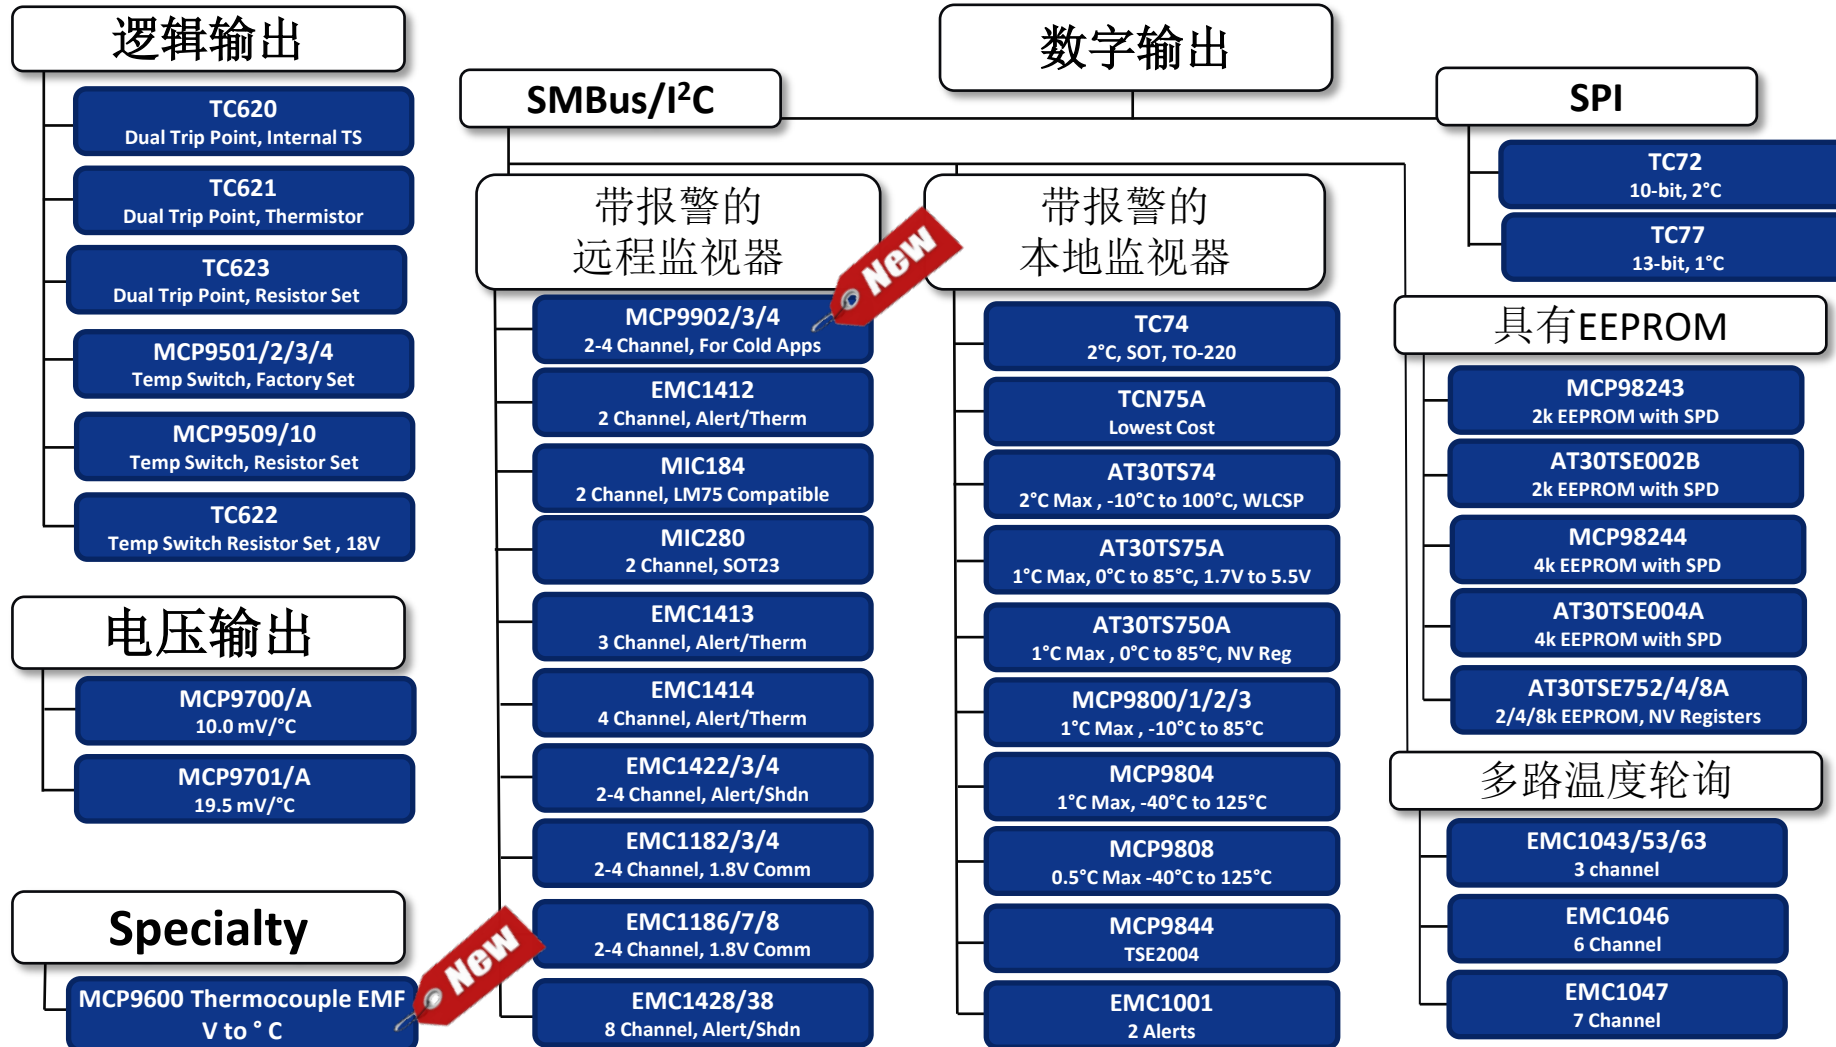 逻辑输出
TC620
Dual Trip Point, Internal TS
TC621
Dual Trip Point, Thermistor
TC623
Dual Trip Point, Resistor Set
MCP9501/2/3/4
Temp Switch, Factory Set
MCP9509/10
Temp Switch, Resistor Set
TC622
Temp Switch Resistor Set , 18V
电压输出
MCP9700/A
10.0 mV/°C
MCP9701/A
19.5 mV/°C
Specialty
MCP9600 Thermocouple EMF
V to ° C
New
数字输出
SMBus/I²C
带报警的
远程监视器
New
MCP9902/3/4
2-4 Channel, For Cold Apps
EMC1412
2 Channel, Alert/Therm
MIC184
2 Channel, LM75 Compatible
MIC280
2 Channel, SOT23
EMC1413
3 Channel, Alert/Therm
EMC1414
4 Channel, Alert/Therm
EMC1422/3/4
2-4 Channel, Alert/Shdn
EMC1182/3/4
2-4 Channel, 1.8V Comm
EMC1186/7/8
2-4 Channel, 1.8V Comm
EMC1428/38
8 Channel, Alert/Shdn
带报警的
本地监视器
TC74
2°C, SOT, TO-220
TCN75A
Lowest Cost
AT30TS74
2°C Max , -10°C to 100°C, WLCSP
AT30TS75A
1°C Max, 0°C to 85°C, 1.7V to 5.5V
AT30TS750A
1°C Max , 0°C to 85°C, NV Reg
MCP9800/1/2/3
1°C Max , -10°C to 85°C
MCP9804
1°C Max, -40°C to 125°C
MCP9808
0.5°C Max -40°C to 125°C
MCP9844
TSE2004
EMC1001
2 Alerts
SPI
TC72
10-bit, 2°C
TC77
13-bit, 1°C
具有EEPROM
MCP98243
2k EEPROM with SPD
AT30TSE002B
2k EEPROM with SPD
MCP98244
4k EEPROM with SPD
AT30TSE004A
4k EEPROM with SPD
AT30TSE752/4/8A
2/4/8k EEPROM, NV Registers
多路温度轮询
EMC1043/53/63
3 channel
EMC1046
6 Channel
EMC1047
7 Channel